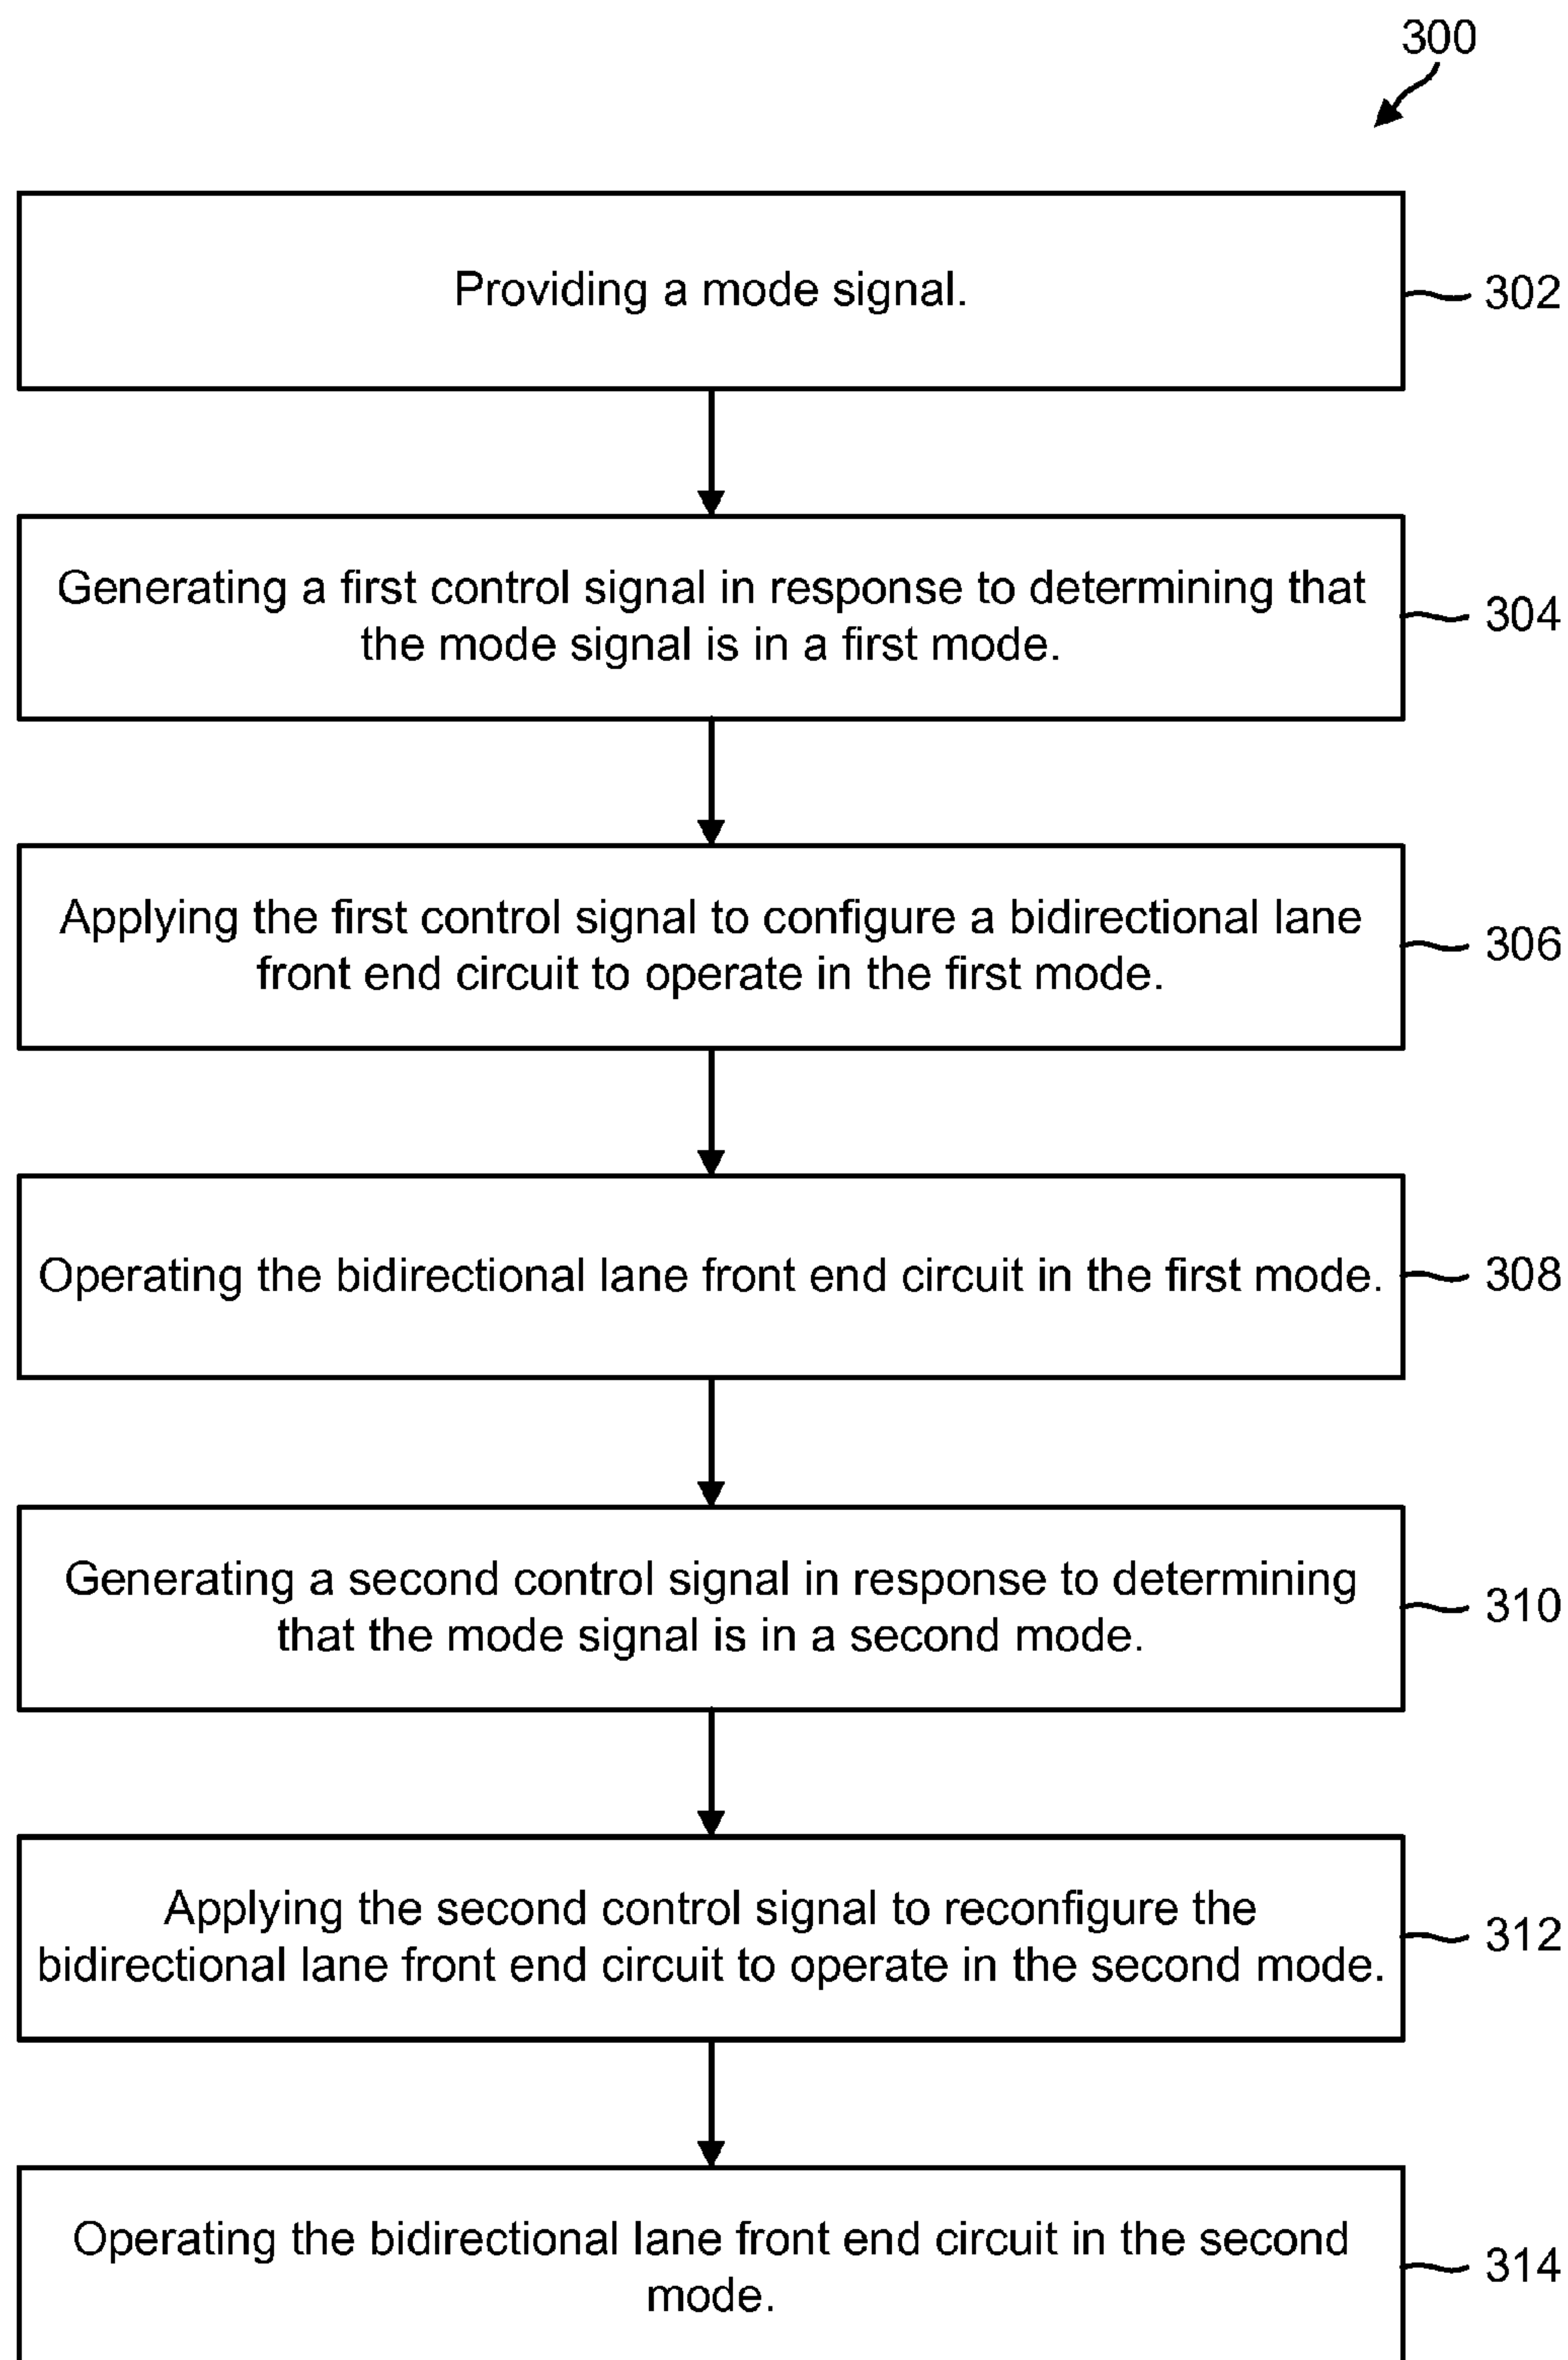 300
Providing a mode signal.
302
Generating a first control signal in response to determining that
the mode signal is in a first mode.
304
Applying the first control signal to configure a bidirectional lane
front end circuit to operate in the first mode.
306
Operating the bidirectional lane front end circuit in the first mode.
308
Generating a second control signal in response to determining
that the mode signal is in a second mode.
310
Applying the second control signal to reconfigure the
bidirectional lane front end circuit to operate in the second mode.
312
Operating the bidirectional lane front end circuit in the second
mode.
314